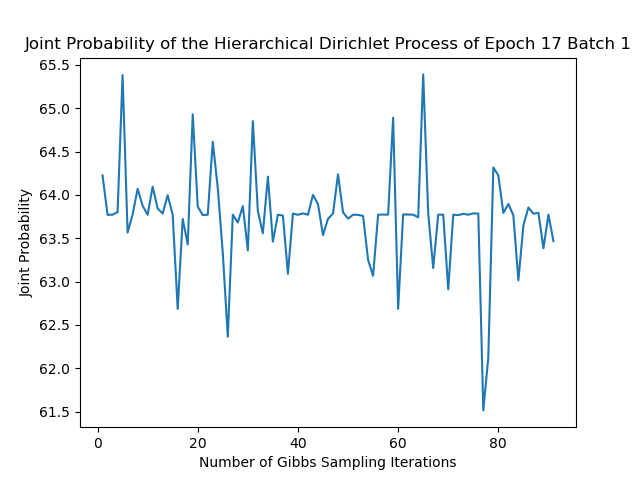 Joint Probability of the Hierarchical Dirichlet Process of Epoch 17 Batch 1
65.5
65.0
64.5
64.0
63.5
63.0
62.5
62.0
61.5
Joint Probability
0 20 40 60 80
Number of Gibbs Sampling Iterations